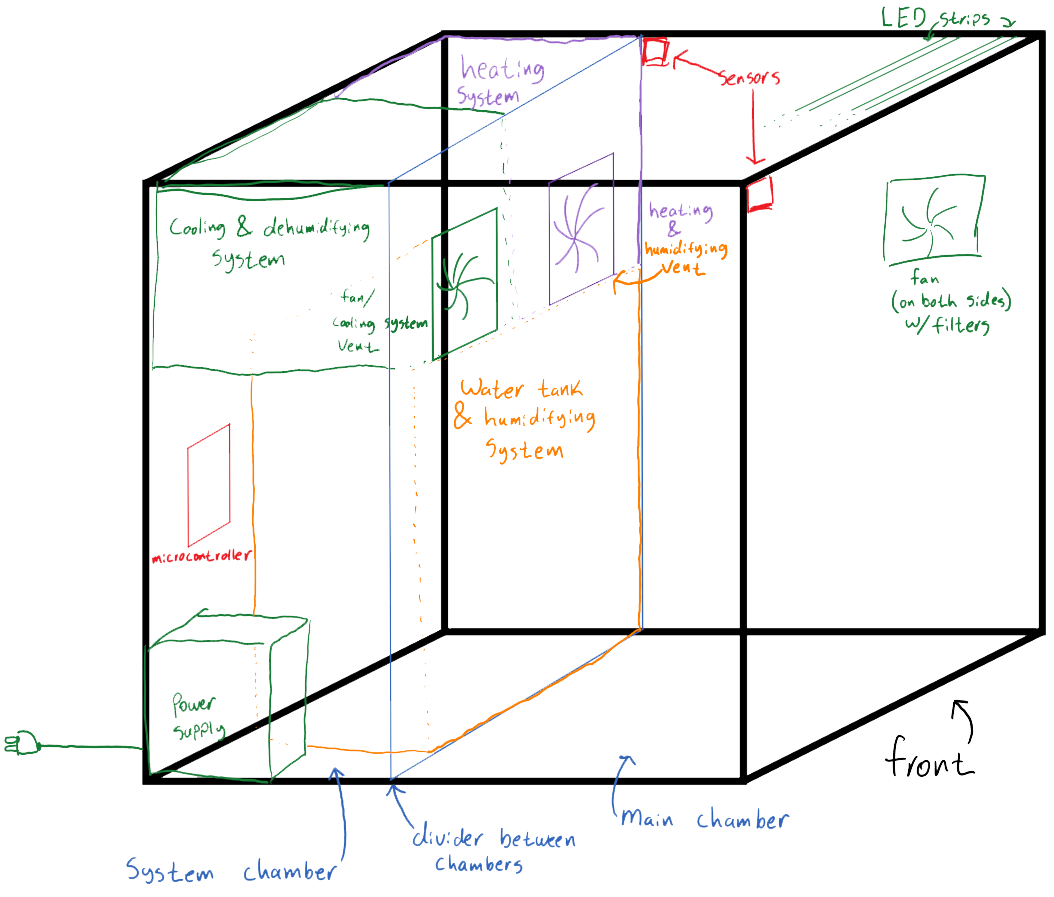 LED strips
heating
System
Sensors
Cooling & dehumidifying
System
heating
&
humidifying
Vent
fan/
Cooling system
Vent
fan
(on both sides)
w/filters
Water tank
& humidifying
System
microcontroller
Power
Supply
front
Main chamber
divider between
chambers
System chamber